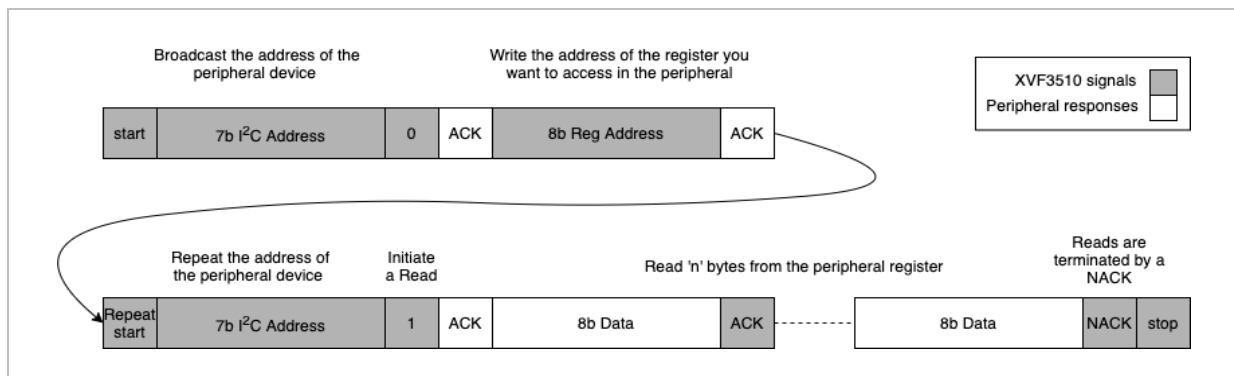 Broadcast the address of the
peripheral device
Write the address of the register you
want to access in the peripheral
XVF3510 signals
Peripheral responses
start
7b I²C Address
0
ACK
8b Reg Address
ACK
Repeat the address of
the peripheral device
Initiate
a Read
Read 'n' bytes from the peripheral register
Reads are
terminated by a
NACK
Repeat
start
7b I²C Address
1
ACK
8b Data
ACK
8b Data
NACK
stop